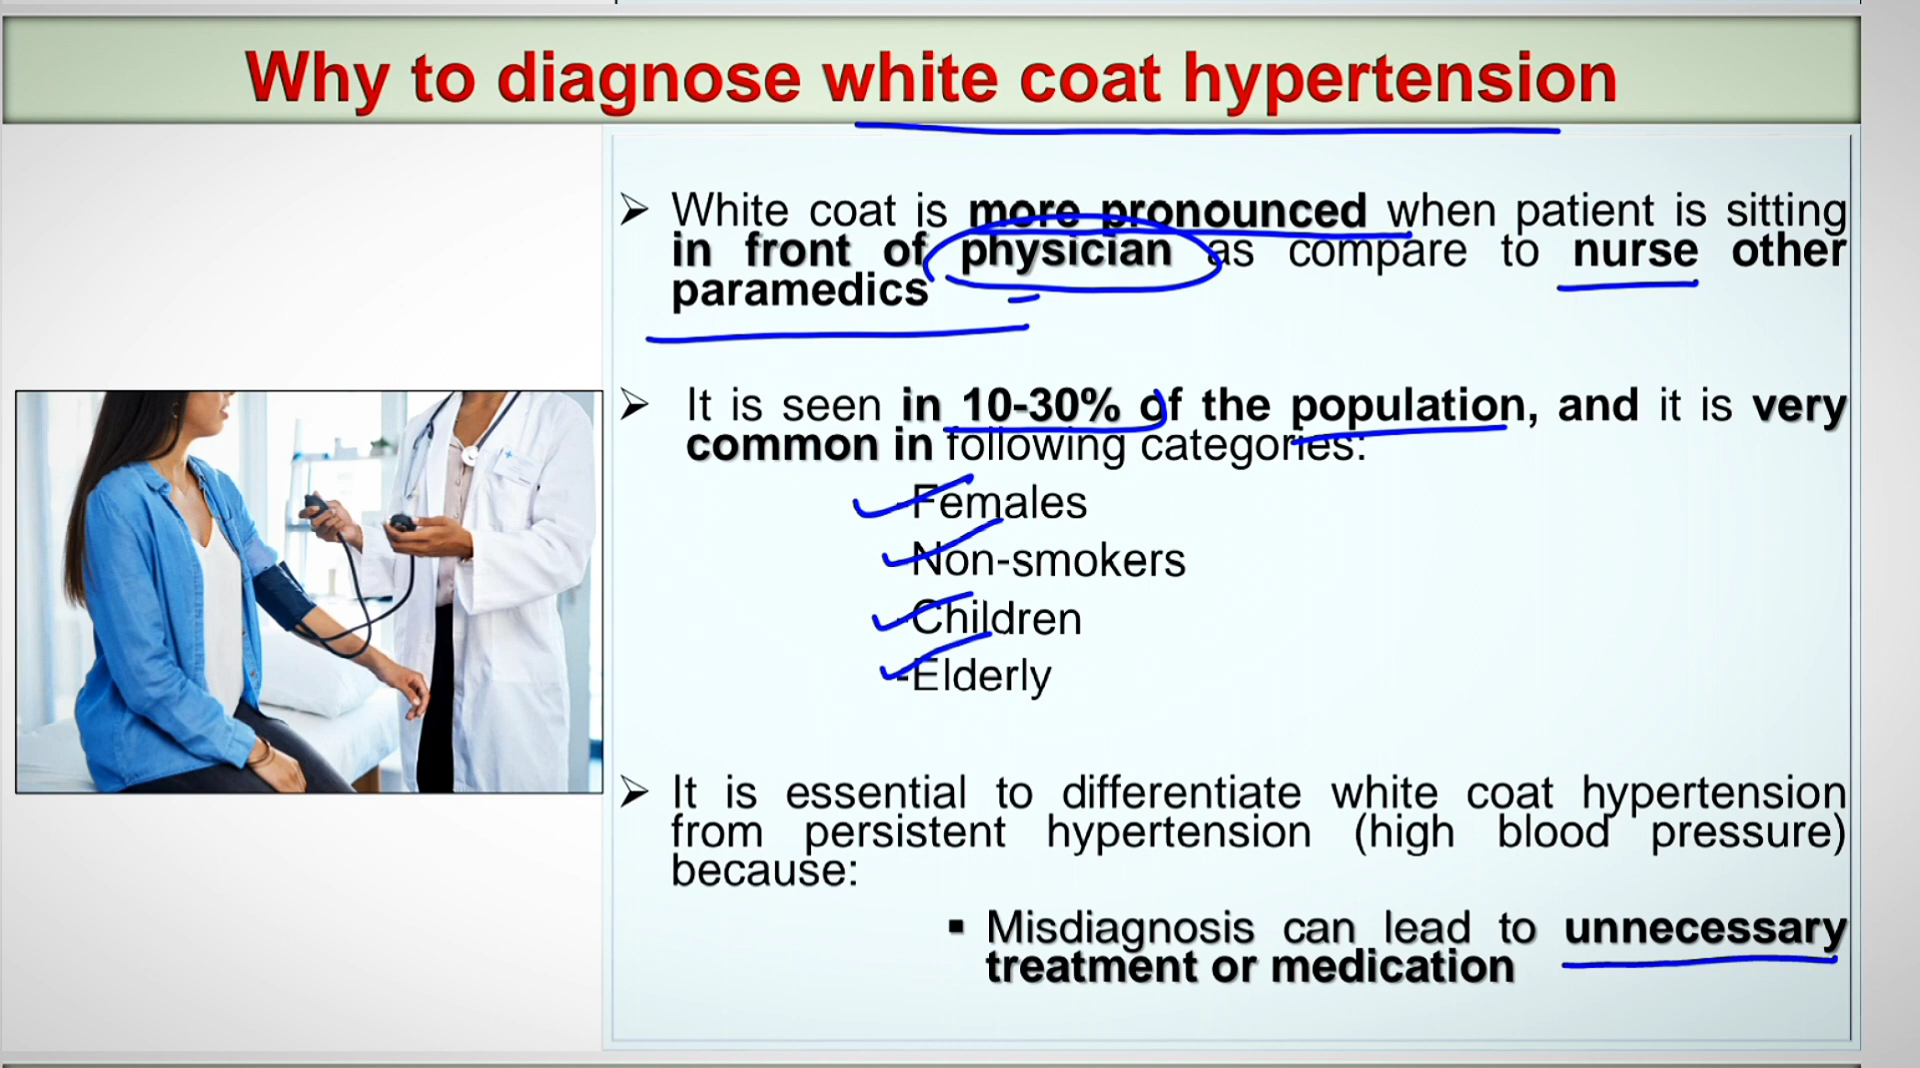 Why to diagnose white coat hypertension
➢ White coat is more pronounced when patient is sitting
in front of physician as compare to nurse other
paramedics
➢ It is seen in 10-30% of the population, and it is very
common in following categories:
-Females
-Non-smokers
-Children
-Elderly
➢ It is essential to differentiate white coat hypertension
from persistent hypertension (high blood pressure)
because:
▪ Misdiagnosis can lead to unnecessary
treatment or medication